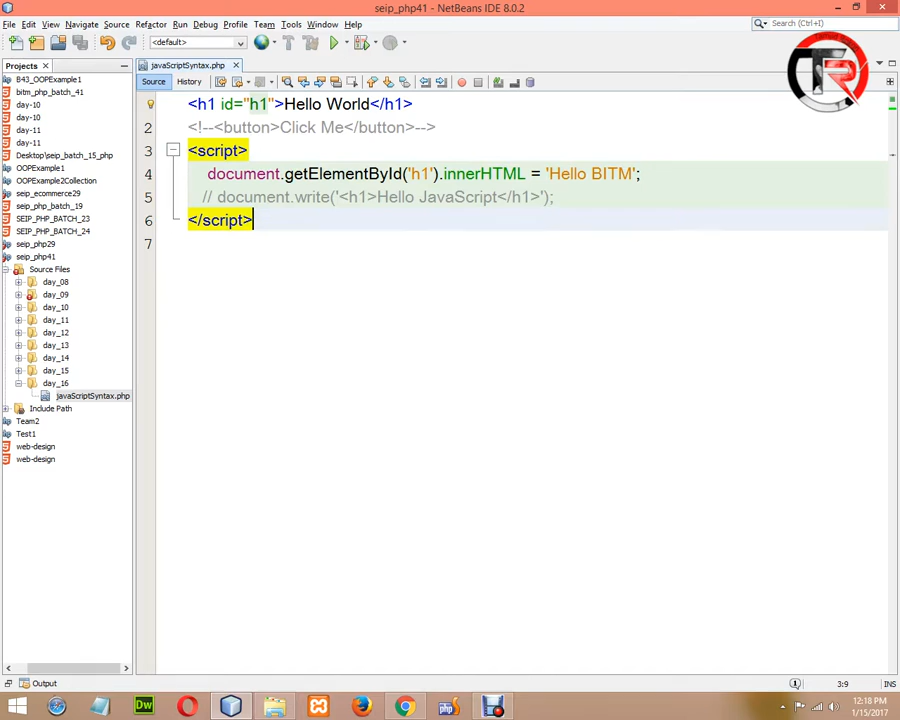 seip_php41 - NetBeans IDE 8.0.2
File Edit View Navigate Source Refactor Run Debug Profile Team Tools Window Help
Search (Ctrl+I)
<default>
TR
Projects
javaScriptSyntax.php
Source History
B43_OOPExample1
bitm_php_batch_41
day-10
day-10
day-11
day-11
Desktop\seip_batch_15_php
OOPExample1
OOPExample2Collection
seip_ecommerce29
seip_php_batch_19
SEIP_PHP_BATCH_23
SEIP_PHP_BATCH_24
seip_php29
seip_php41
Source Files
day_08
day_09
day_10
day_11
day_12
day_13
day_14
day_15
day_16
javaScriptSyntax.php
Include Path
Team2
Test1
web-design
web-design
<h1 id="h1">Hello World</h1>
2 <!--<button>Click Me</button>-->
3 <script>
4 document.getElementById('h1').innerHTML = 'Hello BITM';
5 // document.write('<h1>Hello JavaScript</h1>');
6 </script>
7
Output
3:9 INS
Dw
php
12:18 PM
1/15/2017